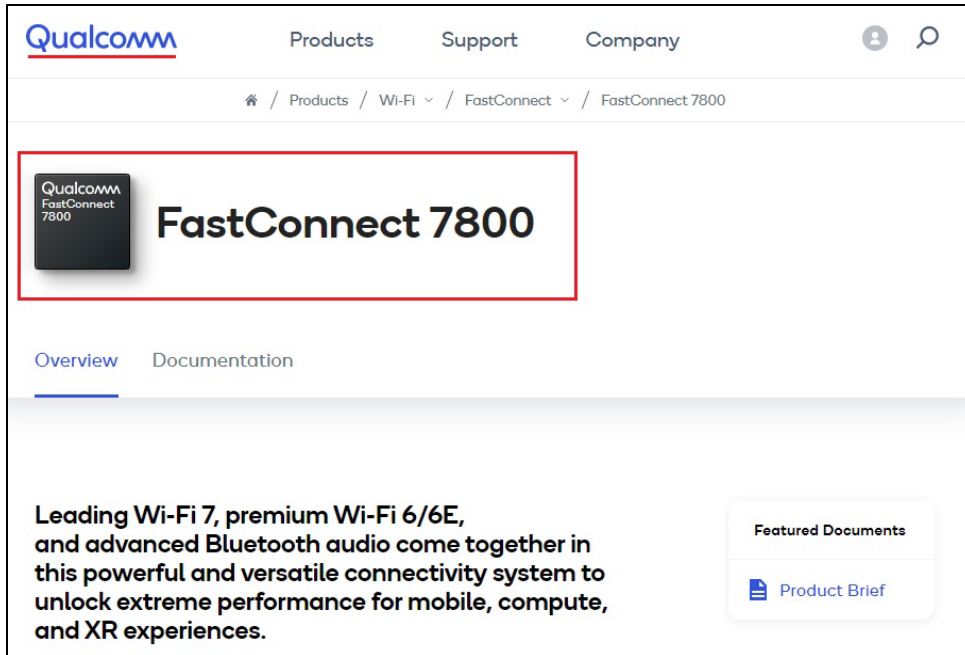 Qualcomm Products Support Company
/ Products / Wi-Fi / FastConnect / FastConnect 7800
Qualcomm
FastConnect
7800
FastConnect 7800
Overview Documentation
Leading Wi-Fi 7, premium Wi-Fi 6/6E,
and advanced Bluetooth audio come together in
this powerful and versatile connectivity system to
unlock extreme performance for mobile, compute,
and XR experiences.
Featured Documents
Product Brief